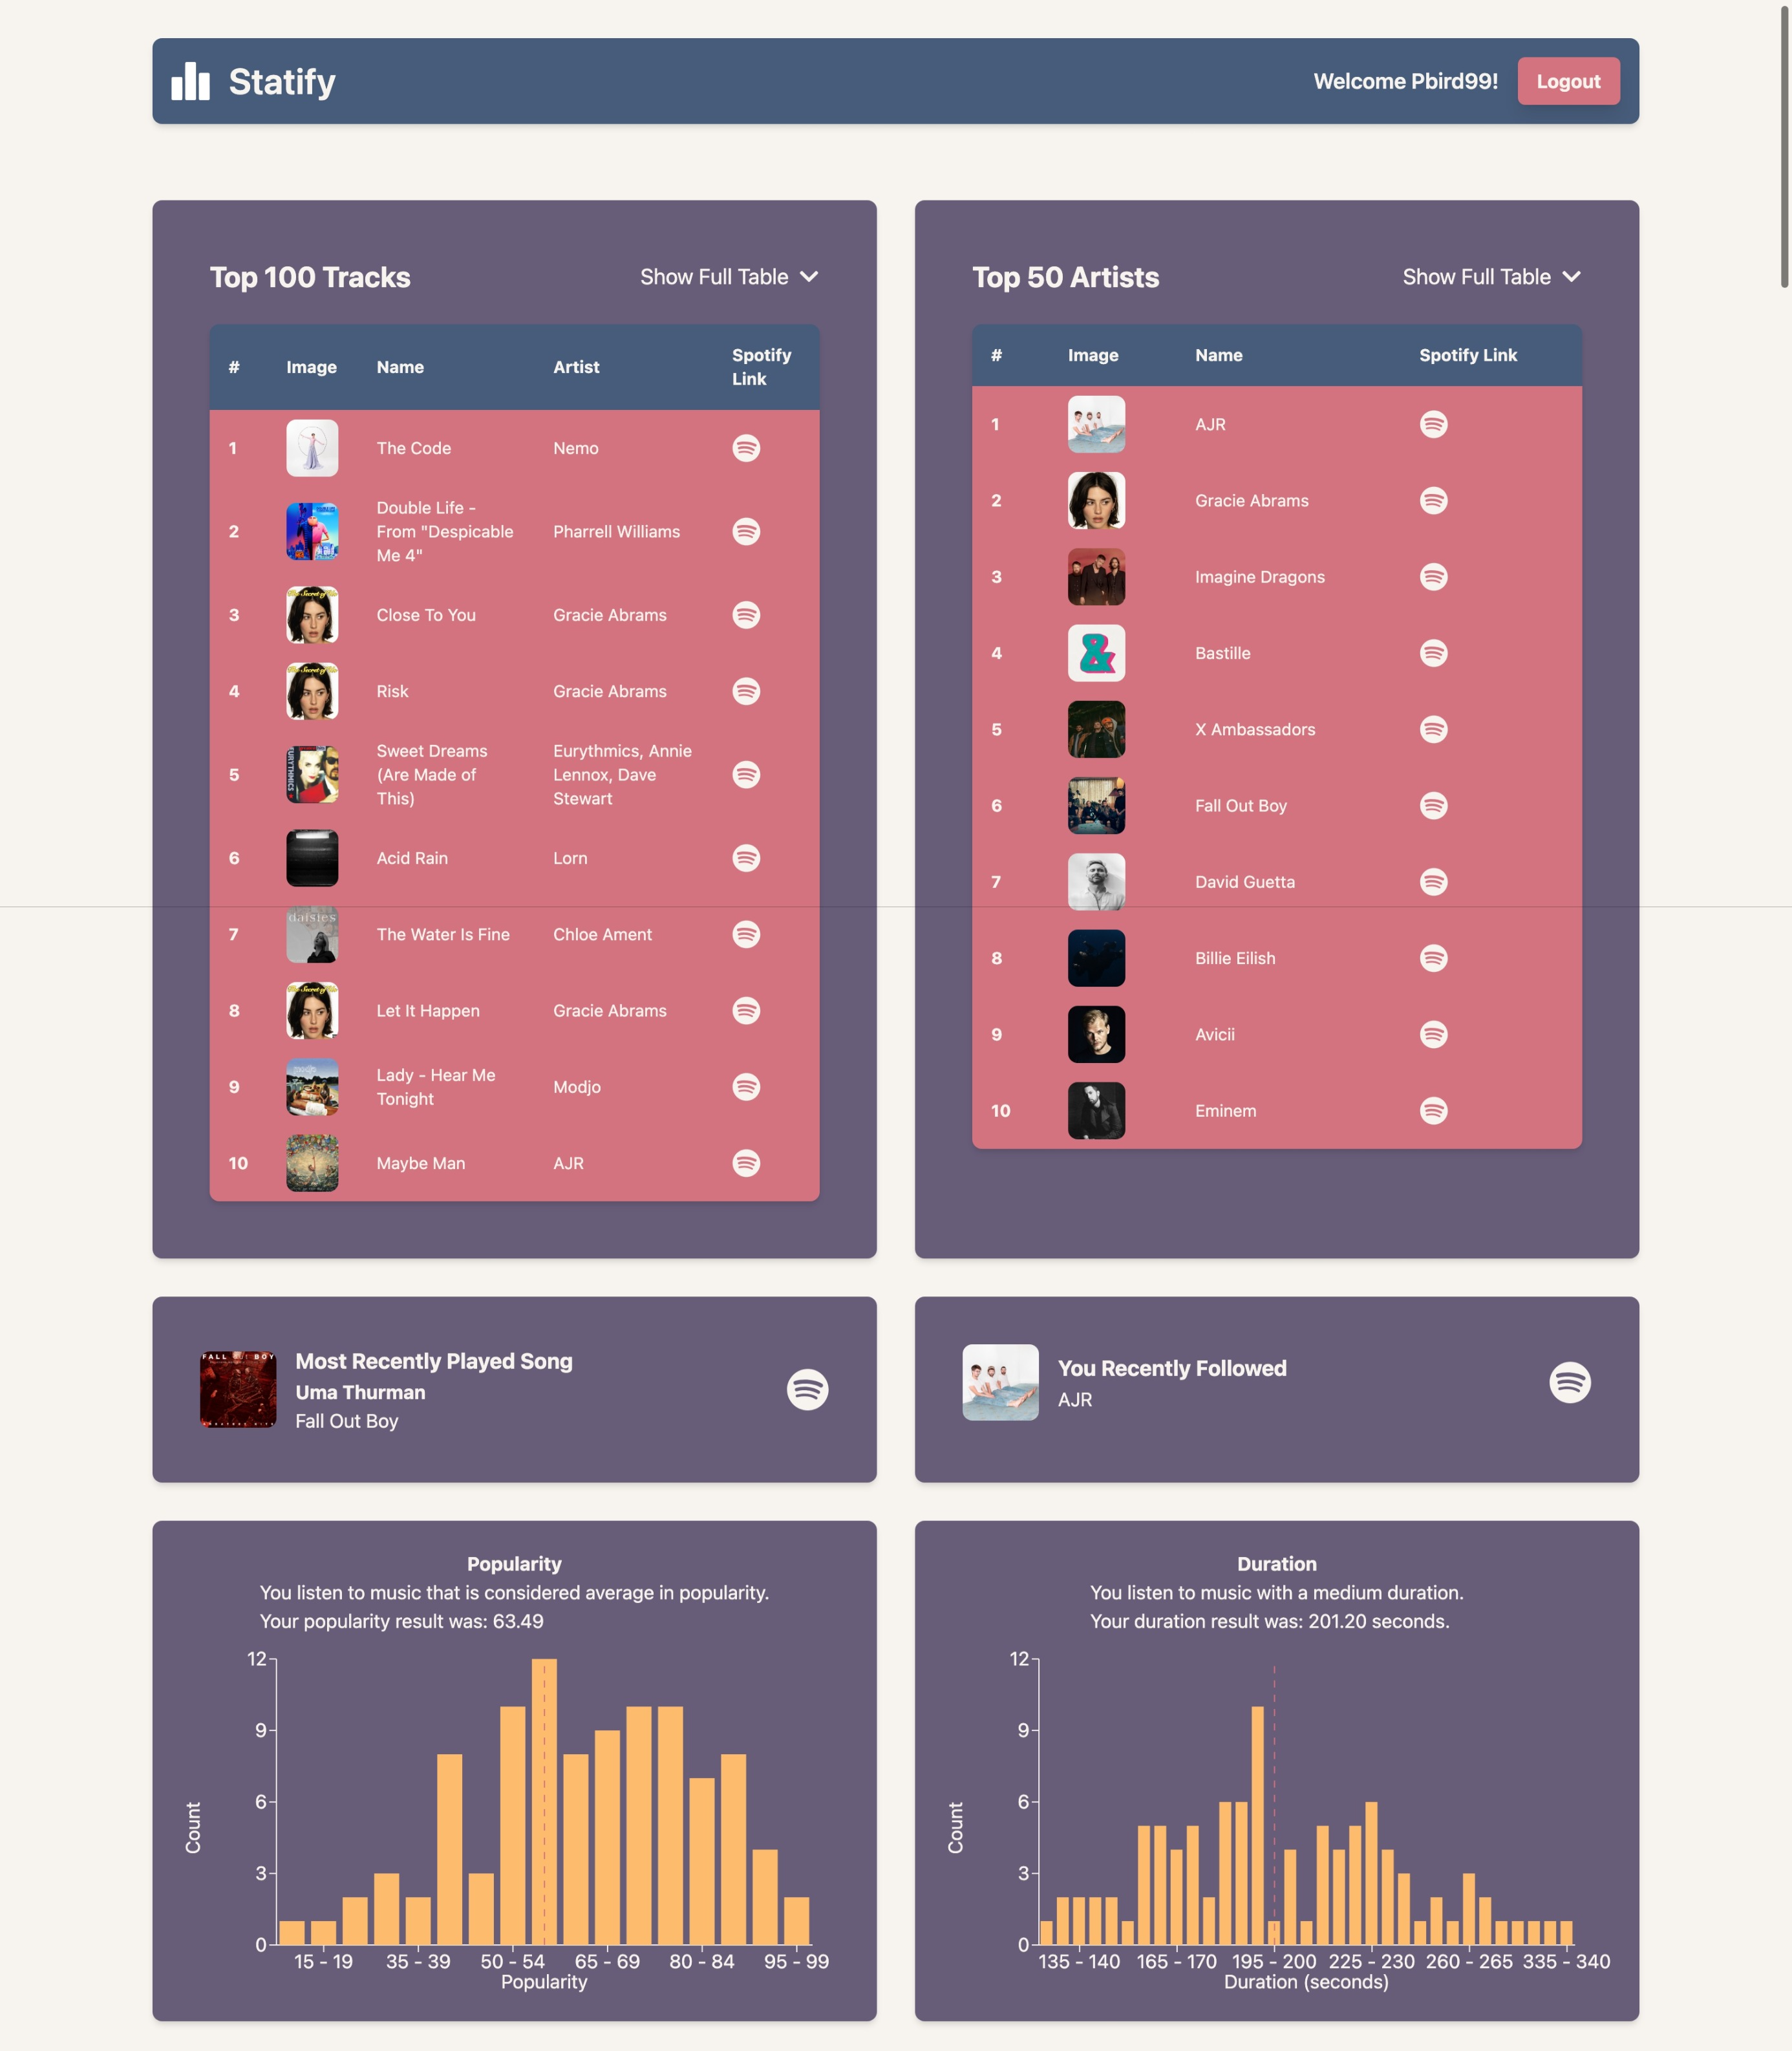 Statify
Welcome Pbird99!
Logout
Top 100 Tracks
Show Full Table
# Image Name Artist Spotify
Link
1 The Code Nemo
2 Double Life -
From "Despicable
Me 4" Pharrell Williams
3 Close To You Gracie Abrams
4 Risk Gracie Abrams
5 Sweet Dreams
(Are Made of
This) Eurythmics, Annie
Lennox, Dave
Stewart
6 Acid Rain Lorn
daisies
7 The Water Is Fine Chloe Ament
8 Let It Happen Gracie Abrams
9 Lady - Hear Me
Tonight Modjo
10 Maybe Man AJR
Top 50 Artists
Show Full Table
# Image Name Spotify Link
1 AJR
2 Gracie Abrams
3 Imagine Dragons
4 &
Bastille
5 X Ambassadors
6 Fall Out Boy
7 David Guetta
8 Billie Eilish
9 Avicii
10 Eminem
FALL OUT BOY
Most Recently Played Song
Uma Thurman
Fall Out Boy
You Recently Followed
AJR
Popularity
You listen to music that is considered average in popularity.
Your popularity result was: 63.49
12
9
6
3
0
Count
15 - 19 35 - 39 50 - 54 65 - 69 80 - 84 95 - 99
Popularity
Duration
You listen to music with a medium duration.
Your duration result was: 201.20 seconds.
12
9
6
3
0
Count
135 - 140 165 - 170 195 - 200 225 - 230 260 - 265 335 - 340
Duration (seconds)